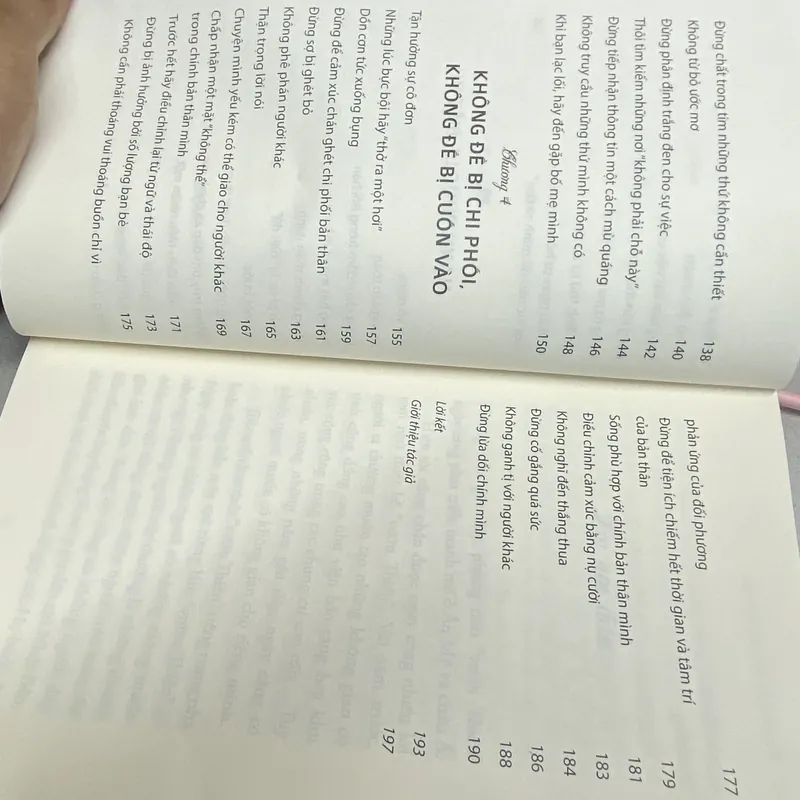 Đừng chất trong tim những thứ không cần thiết 138
Không từ bỏ ước mơ 140
Đừng phân định trắng đen cho sự việc 142
Thôi tìm kiếm những nơi "không phải chỗ này" 144
Đừng tiếp nhận thông tin một cách mù quáng 146
Không truy cầu những thứ mình không có 148
Khi bạn lạc lối, hãy đến gặp bố mẹ mình 150
Chương 4
KHÔNG ĐỂ BỊ CHI PHỐI,
KHÔNG ĐỂ BỊ CUỐN VÀO
Tận hưởng sự cô đơn 155
Những lúc bực bội hãy "thở ra một hơi" 157
Dồn cơn tức xuống bụng 159
Đừng để cảm xúc chán ghét chi phối bản thân 161
Đừng sợ bị ghét bỏ 163
Không phê phán người khác 165
Thận trọng lời nói 167
Chuyện mình yếu kém có thể giao cho người khác 169
Chấp nhận một mặt "không thể"
trong chính bản thân mình 171
Trước hết hãy điều chỉnh lại từ ngữ và thái độ 173
Đừng bị ảnh hưởng bởi số lượng bạn bè 175
Không cần phải thoáng vui thoáng buồn chỉ vì
phản ứng của đối phương 177
Đừng để tiện ích chiếm hết thời gian và tâm trí
của bản thân 179
Sống phù hợp với chính bản thân mình 181
Điều chỉnh cảm xúc bằng nụ cười 183
Không nghĩ đến thắng thua 184
Đừng cố gắng quá sức 186
Không ganh tị với người khác 188
Đừng lừa dối chính mình 190
Lời kết 193
Giới thiệu tác giả 197